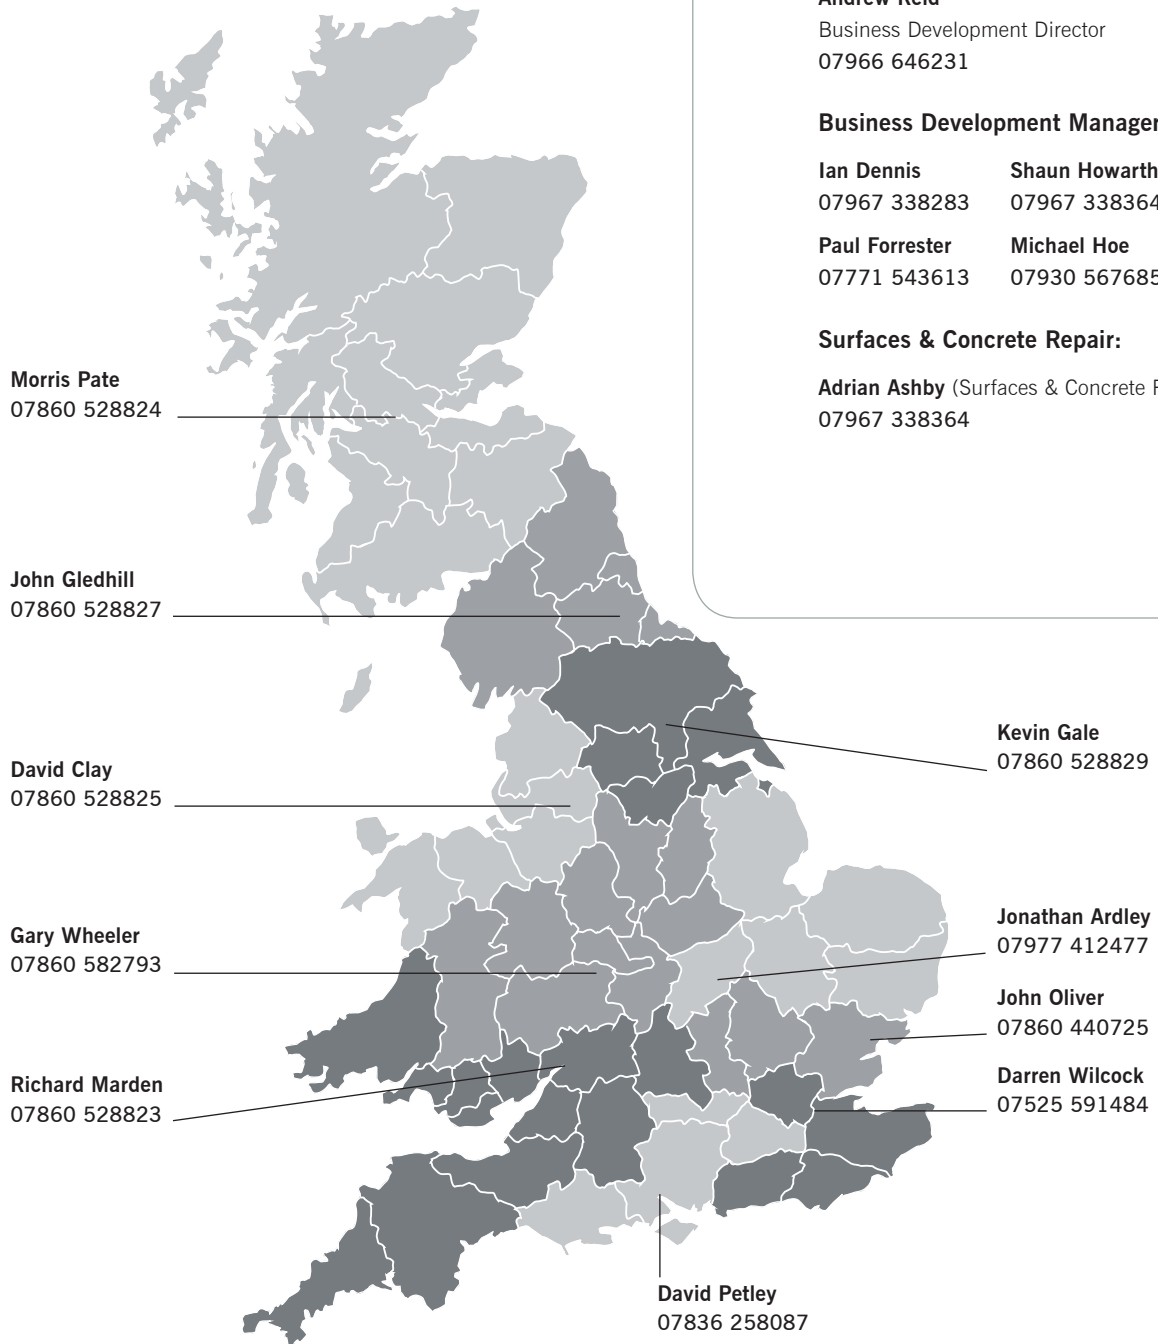 Andrew Reid
Business Development Director
07966 646231
Business Development Manager
Ian Dennis
07967 338283
Shaun Howarth
07967 338364
Paul Forrester
07771 543613
Michael Hoe
07930 567685
Surfaces & Concrete Repair:
Adrian Ashby (Surfaces & Concrete
07967 338364
Morris Pate
07860 528824
John Gledhill
07860 528827
David Clay
07860 528825
Gary Wheeler
07860 582793
Richard Marden
07860 528823
Kevin Gale
07860 528829
Jonathan Ardley
07977 412477
John Oliver
07860 440725
Darren Wilcock
07525 591484
David Petley
07836 258087